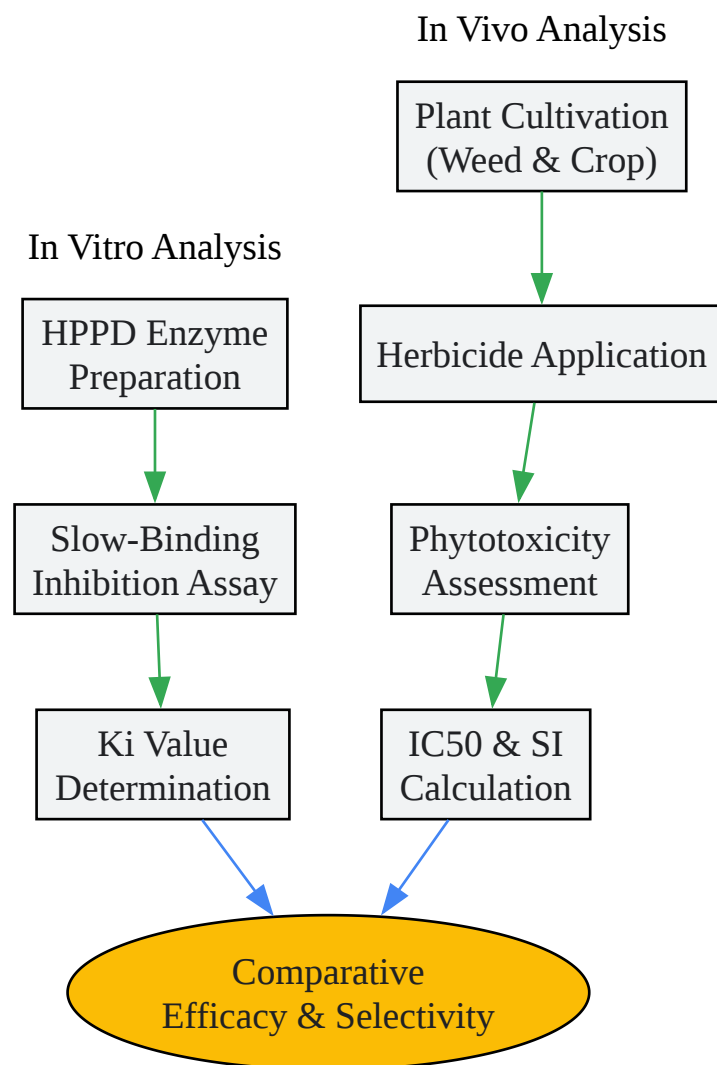 In Vivo Analysis
Plant Cultivation
(Weed & Crop)
Herbicide Application
Phytotoxicity
Assessment
IC50 & SI
Calculation
In Vitro Analysis
HPPD Enzyme
Preparation
Slow-Binding
Inhibition Assay
Ki Value
Determination
Comparative
Efficacy & Selectivity